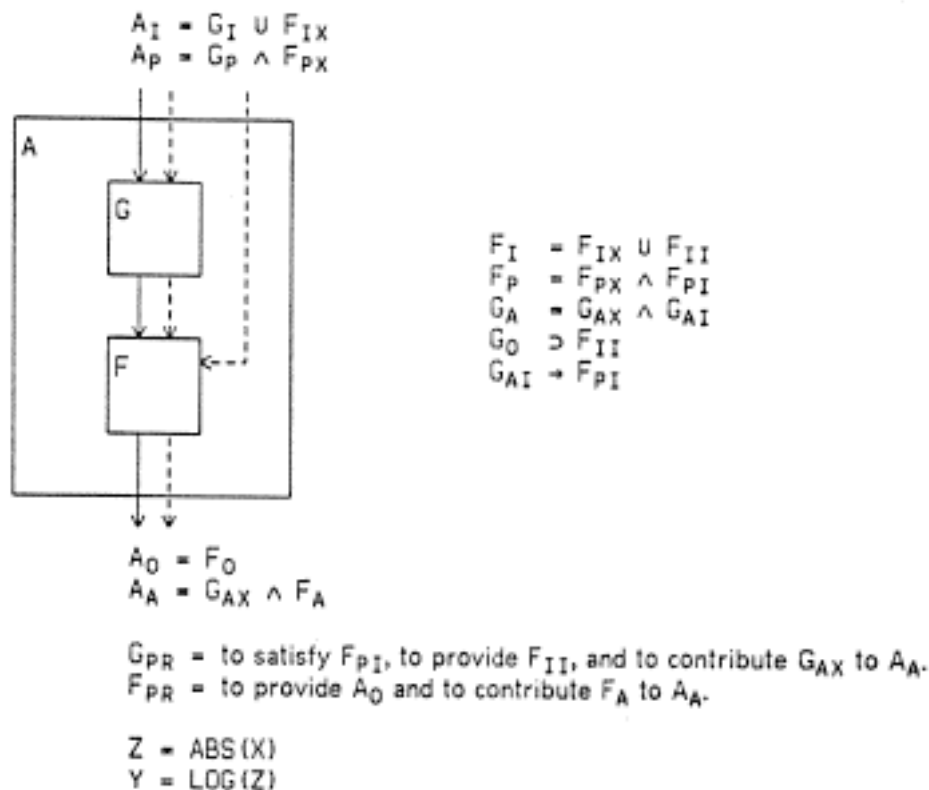 A_I = G_I ∪ F_IX
A_P = G_P ∧ F_PX
A
G
F
F_I = F_IX ∪ F_II
F_P = F_PX ∧ F_PI
G_A = G_AX ∧ G_AI
G_O ⊃ F_II
G_AI → F_PI
A_O = F_O
A_A = G_AX ∧ F_A
G_PR = to satisfy F_PI, to provide F_II, and to contribute G_AX to A_A.
F_PR = to provide A_O and to contribute F_A to A_A.
Z = ABS(X)
Y = LOG(Z)